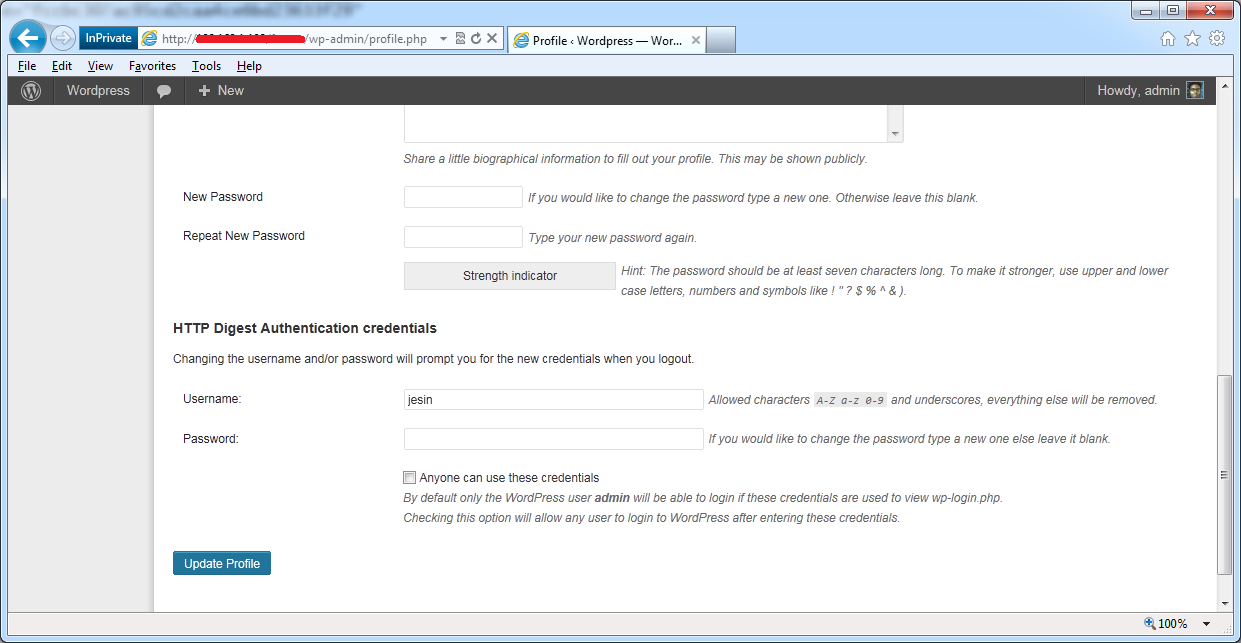 InPrivate
http:// /wp-admin/profile.php
Profile ‹ Wordpress — Wor...
File Edit View Favorites Tools Help
Wordpress
New
Howdy, admin
Share a little biographical information to fill out your profile. This may be shown publicly.
New Password
If you would like to change the password type a new one. Otherwise leave this blank.
Repeat New Password
Type your new password again.
Strength indicator
Hint: The password should be at least seven characters long. To make it stronger, use upper and lower
case letters, numbers and symbols like ! " ? $ % ^ & ).
HTTP Digest Authentication credentials
Changing the username and/or password will prompt you for the new credentials when you logout.
Username:
jesin
Allowed characters A-Z a-z 0-9 and underscores, everything else will be removed.
Password:
If you would like to change the password type a new one else leave it blank.
Anyone can use these credentials
By default only the WordPress user admin will be able to login if these credentials are used to view wp-login.php.
Checking this option will allow any user to login to WordPress after entering these credentials.
Update Profile
100%